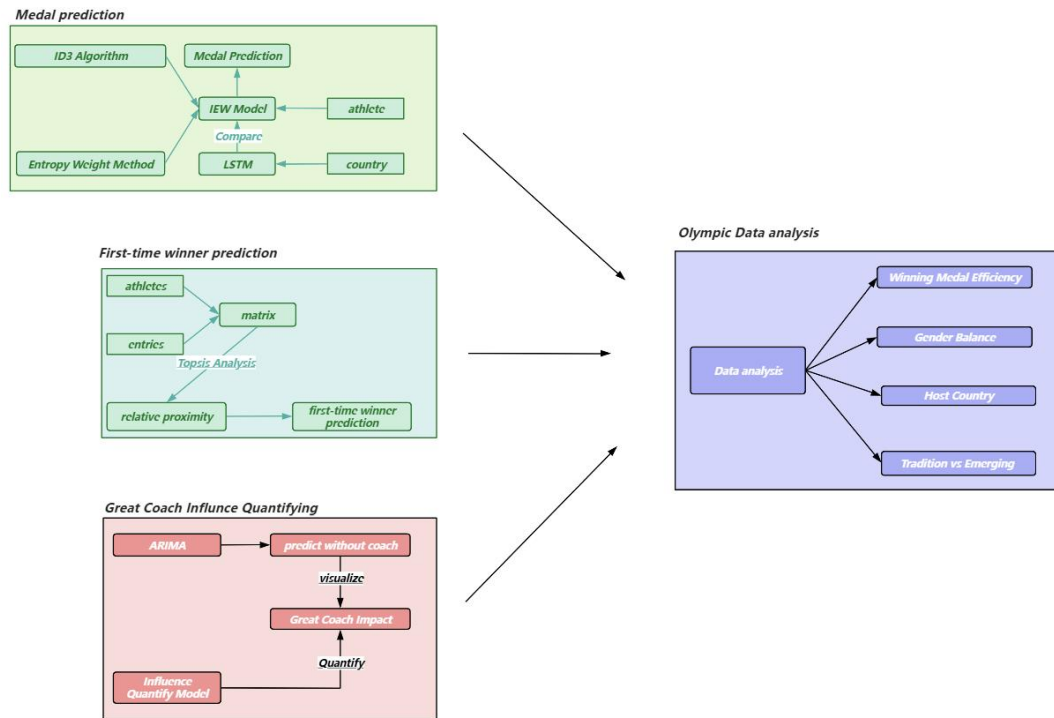 Medal prediction
ID3 Algorithm
Medal Prediction
IEW Model
athlete
Compare
Entropy Weight Method
LSTM
country
First-time winner prediction
athletes
matrix
entries
Topsis Analysis
relative proximity
first-time winner
prediction
Great Coach Influnce Quantifying
ARIMA
predict without coach
visualize
Great Coach Impact
Quantify
Influence
Quantify Model
Olympic Data analysis
Winning Medal Efficiency
Gender Balance
Data analysis
Host Country
Tradition vs Emerging